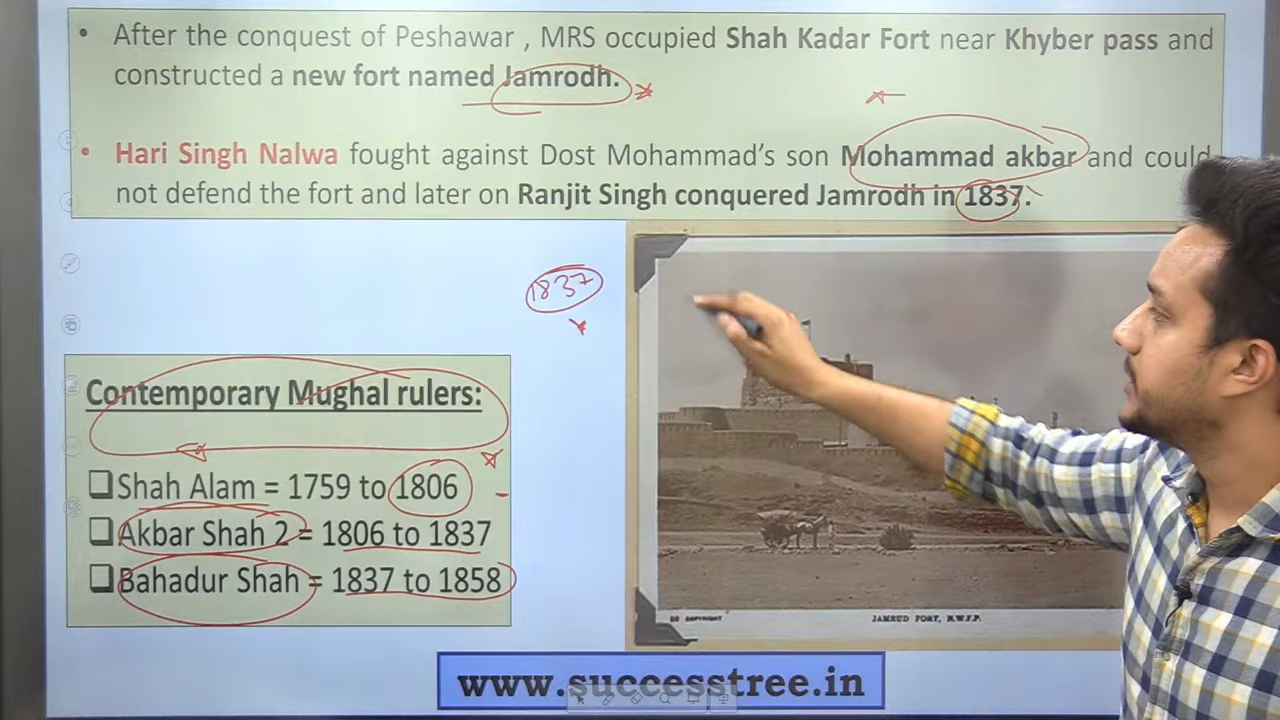 • After the conquest of Peshawar , MRS occupied Shah Kadar Fort near Khyber pass and
constructed a new fort named Jamrodh.
• Hari Singh Nalwa fought against Dost Mohammad's son Mohammad akbar and could
not defend the fort and later on Ranjit Singh conquered Jamrodh in 1837.
1837
Contemporary Mughal rulers:
❑Shah Alam = 1759 to 1806
❑Akbar Shah 2 = 1806 to 1837
❑Bahadur Shah = 1837 to 1858
COPYRIGHT
JAMRUD FORT, N.W.F.P.
www.successtree.in